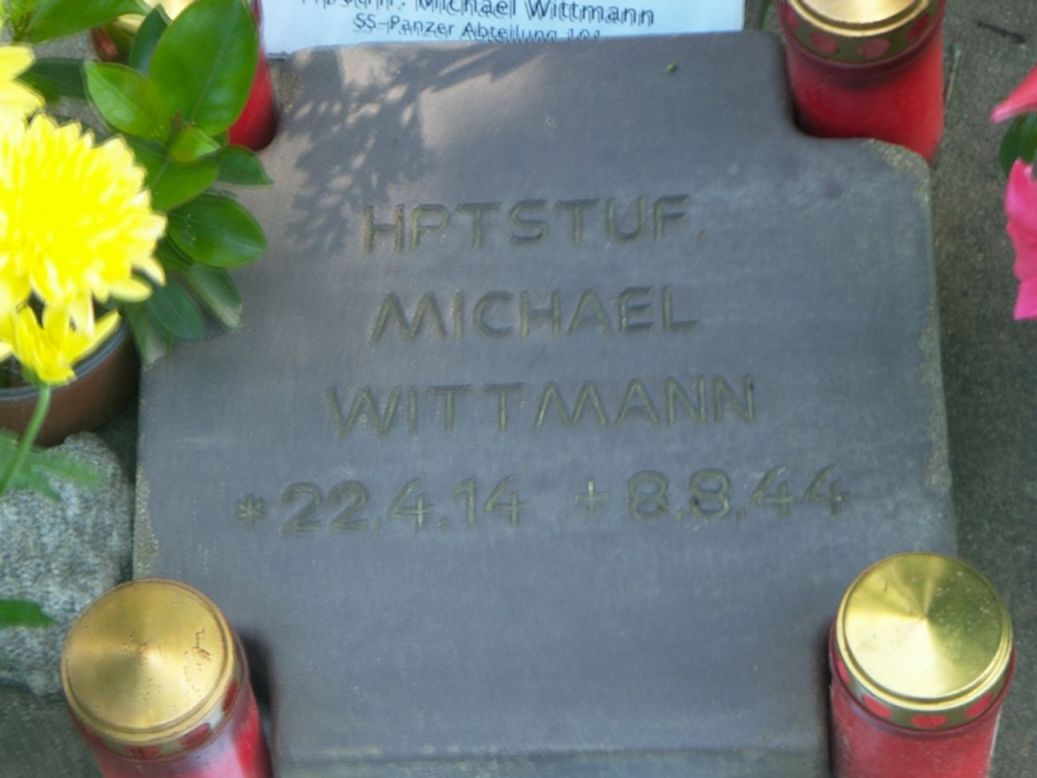 Michael Wittmann
SS-Panzer Abteilung 101
HPTSTUF.
MICHAEL
WITTMANN
*22.4.14 +8.8.44